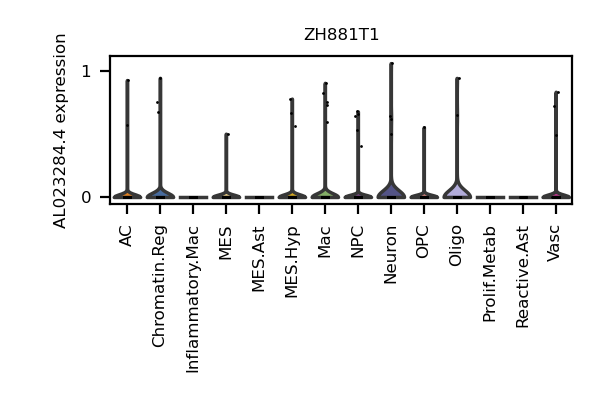 ZH881T1
AL023284.4 expression
1
0
AC
Chromatin.Reg
Inflammatory.Mac
MES
MES.Ast
MES.Hyp
Mac
NPC
Neuron
OPC
Oligo
Prolif.Metab
Reactive.Ast
Vasc